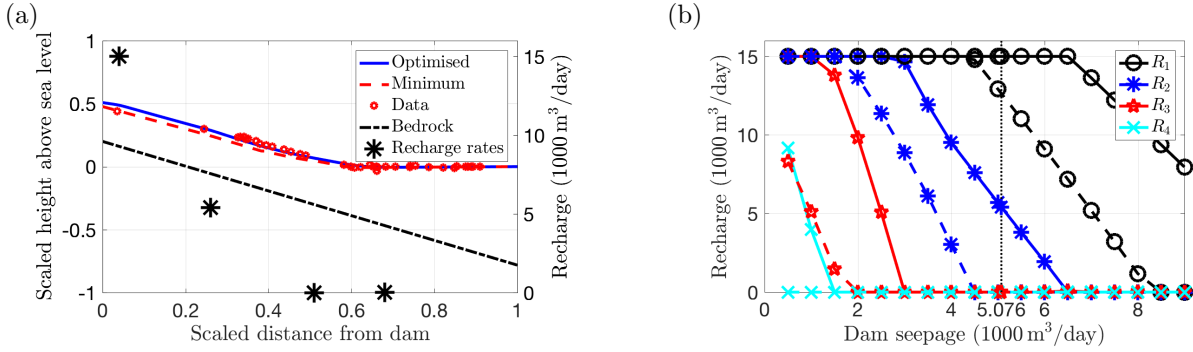 (a)
Scaled height above sea level
1
0.5
0
-0.5
-1
0 0.2 0.4 0.6 0.8 1
Scaled distance from dam
15
10
5
0
Recharge (1000 m³/day)
Optimised
Minimum
Data
Bedrock
Recharge rates
(b)
Recharge (1000 m³/day)
15
10
5
0
0 2 4 5.076 6 8
Dam seepage (1000 m³/day)
R₁
R₂
R₃
R₄